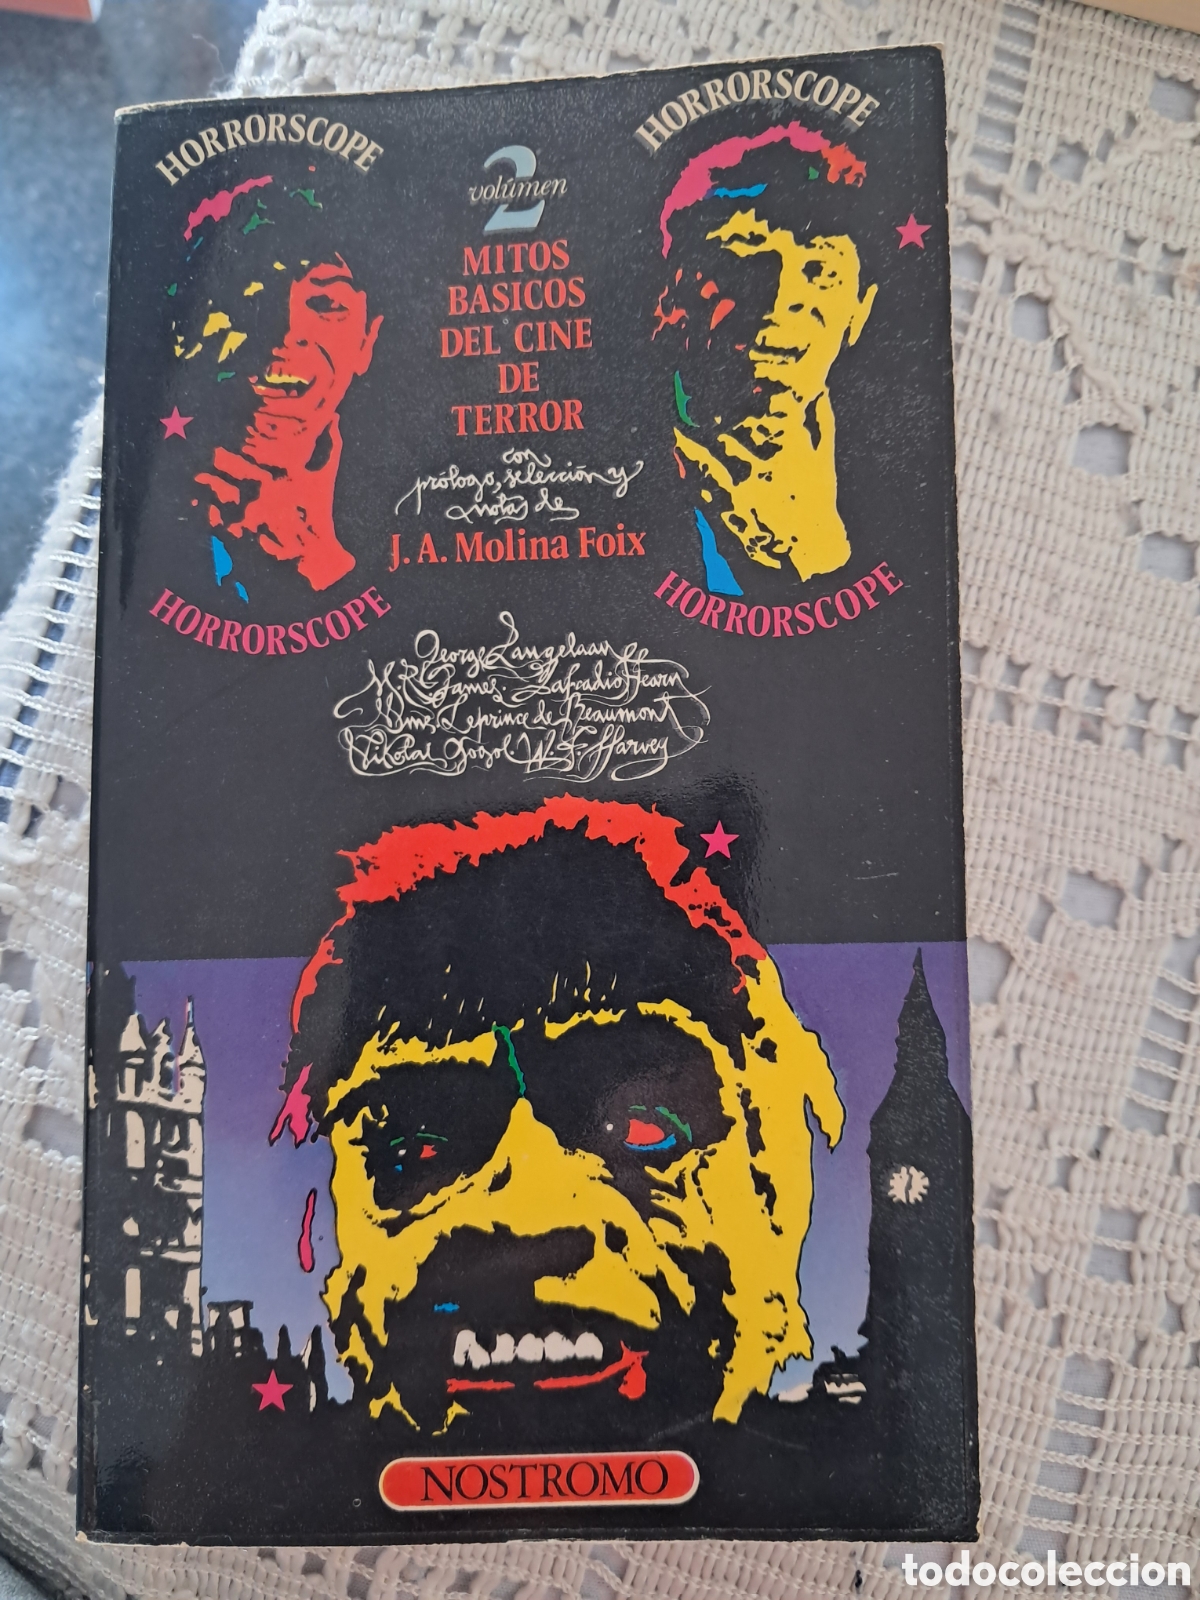 HORRORSCOPE
HORRORSCOPE
2
volumen
MITOS
BASICOS
DEL CINE
DE
TERROR
con
prólogo, selección y
notas de
J. A. Molina Foix
HORRORSCOPE
HORRORSCOPE
George Langelaan
M. R. James. Lafcadio Hearn
Mme. Leprince de Beaumont
Nikolai Gogol. W. F. Harvey
NOSTROMO
todocoleccion